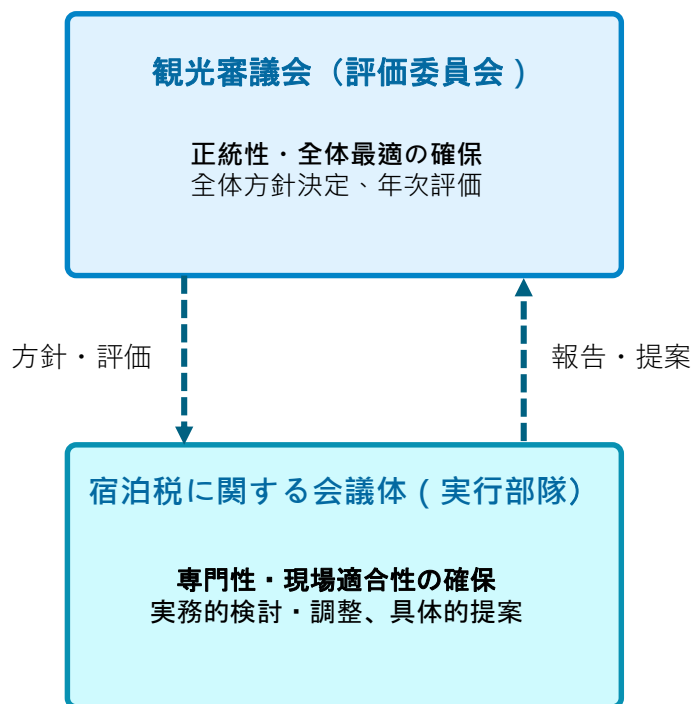 観光審議会（評価委員会）
正統性・全体最適の確保
全体方針決定、年次評価
方針・評価
報告・提案
宿泊税に関する会議体（実行部隊）
専門性・現場適合性の確保
実務的検討・調整、具体的提案